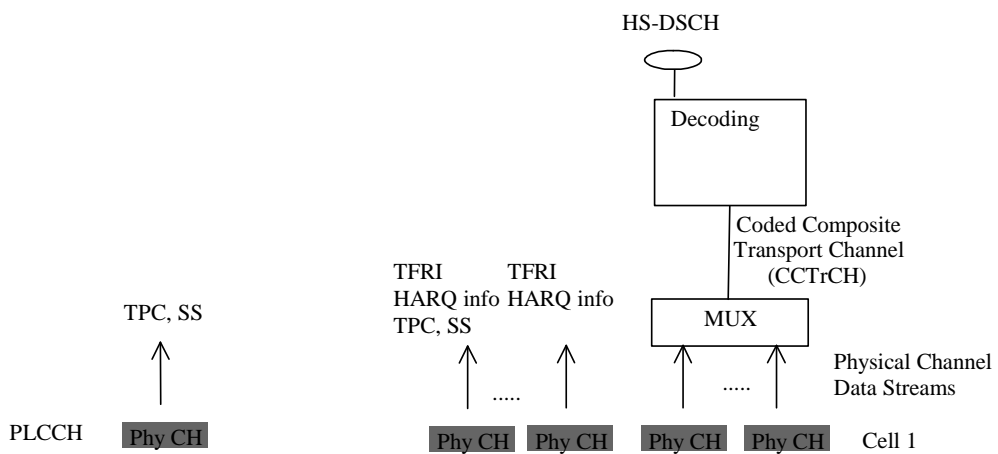 HS-DSCH
Decoding
Coded Composite
Transport Channel
(CCTrCH)
TFRI
HARQ info
TPC, SS
TFRI
HARQ info
TPC, SS
MUX
Physical Channel
Data Streams
.....
.....
PLCCH
Phy CH
Phy CH
Phy CH
Phy CH
Phy CH
Cell 1